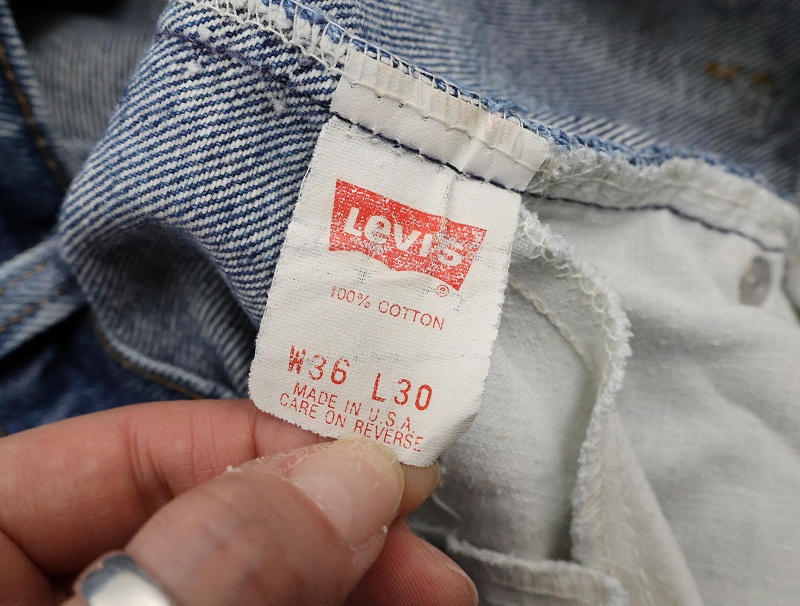 Levi's
®
100% COTTON
W36 L30
MADE IN U.S.A.
CARE ON REVERSE